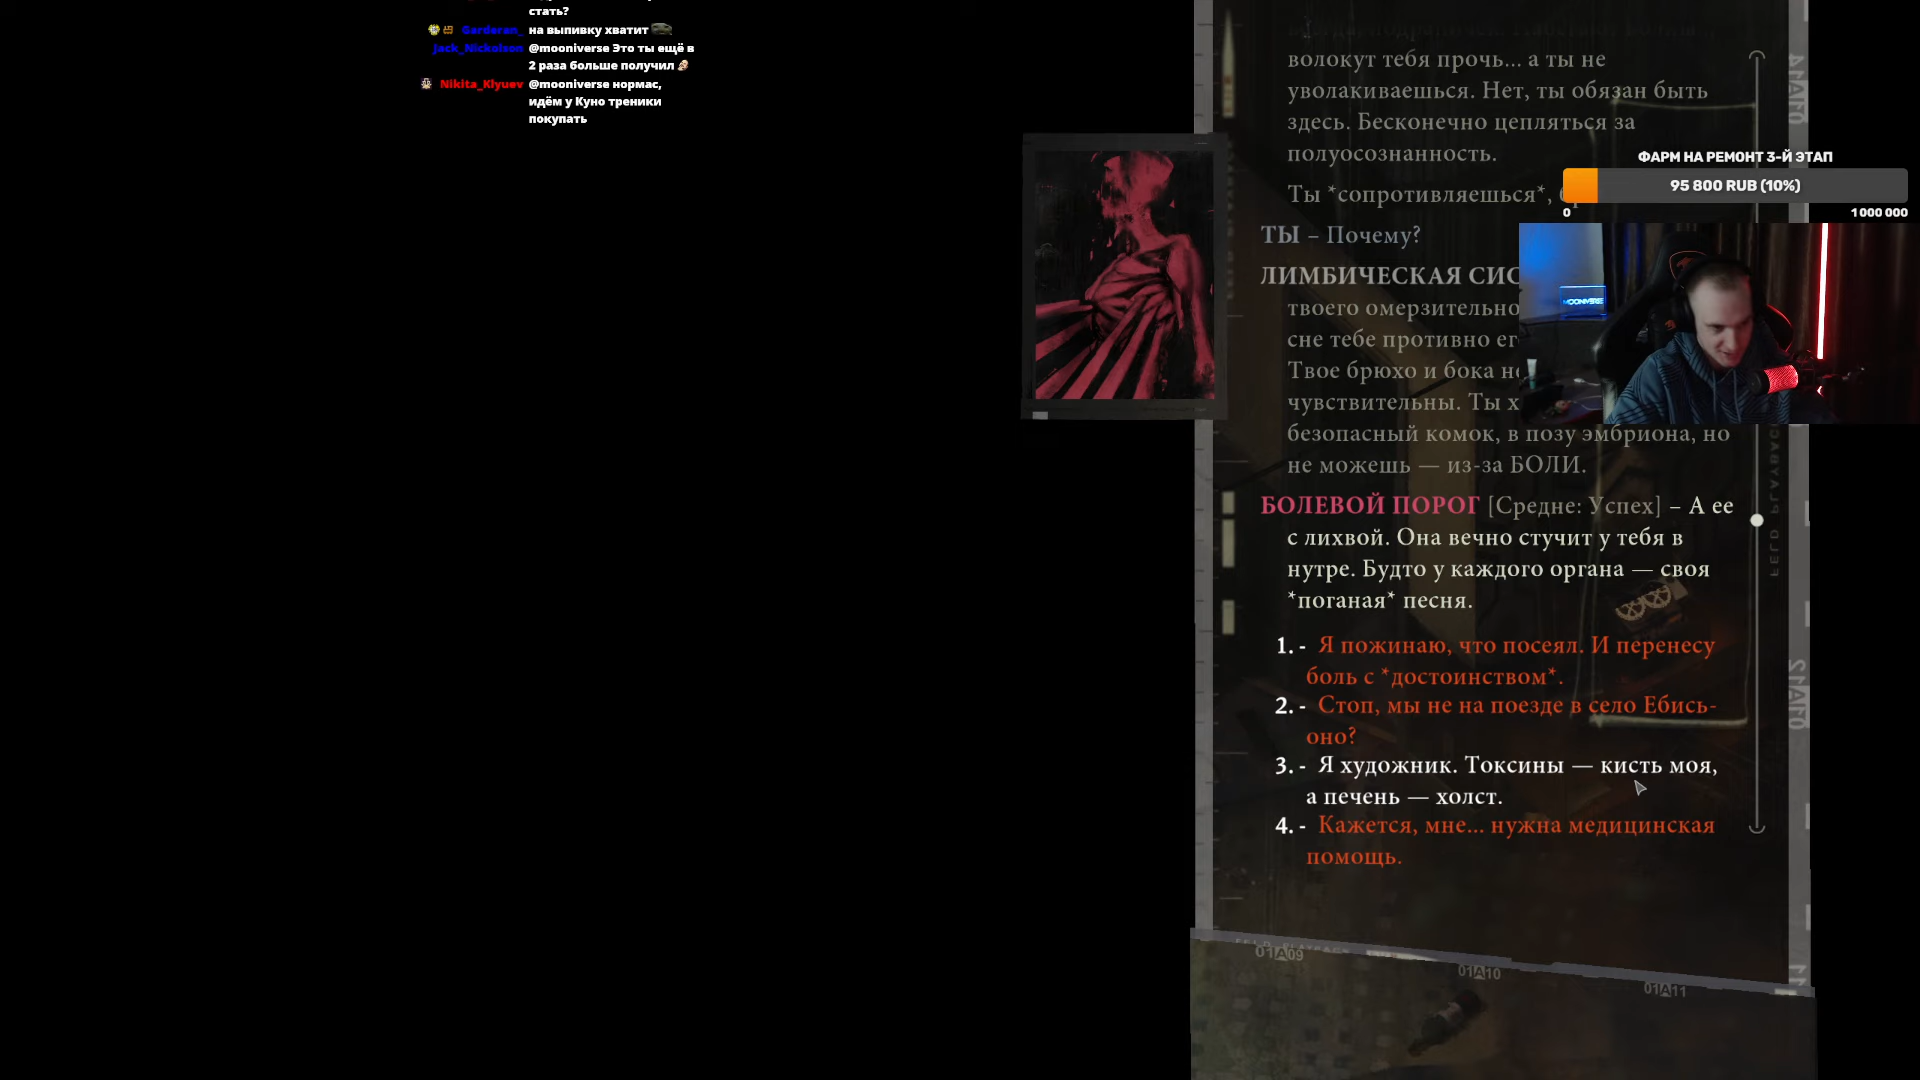 стать?
Garderan_ на выпивку хватит
Jack_Nickolson @mooniverse Это ты ещё в
2 раза больше получил
Nikita_Klyuev @mooniverse нормас,
идём у Куно треники
покупать
волокут тебя прочь... а ты не
уволакиваешься. Нет, ты обязан быть
здесь. Бесконечно цепляться за
полуосознанность.
Ты *сопротивляешься*,
ТЫ – Почему?
ЛИМБИЧЕСКАЯ СИС
твоего омерзительно
сне тебе противно ег
Твое брюхо и бока не
чувствительны. Ты х
безопасный комок, в позу эмбриона, но
не можешь — из-за БОЛИ.
БОЛЕВОЙ ПОРОГ [Средне: Успех] – А ее
с лихвой. Она вечно стучит у тебя в
нутре. Будто у каждого органа — своя
*поганая* песня.
1. - Я пожинаю, что посеял. И перенесу
боль с *достоинством*.
2. - Стоп, мы не на поезде в село Ебись-
оно?
3. - Я художник. Токсины — кисть моя,
а печень — холст.
4. - Кажется, мне... нужна медицинская
помощь.
ФАРМ НА РЕМОНТ 3-Й ЭТАП
95 800 RUB (10%)
0 1 000 000
MOONIVERSE
01A09
01A10
01A11